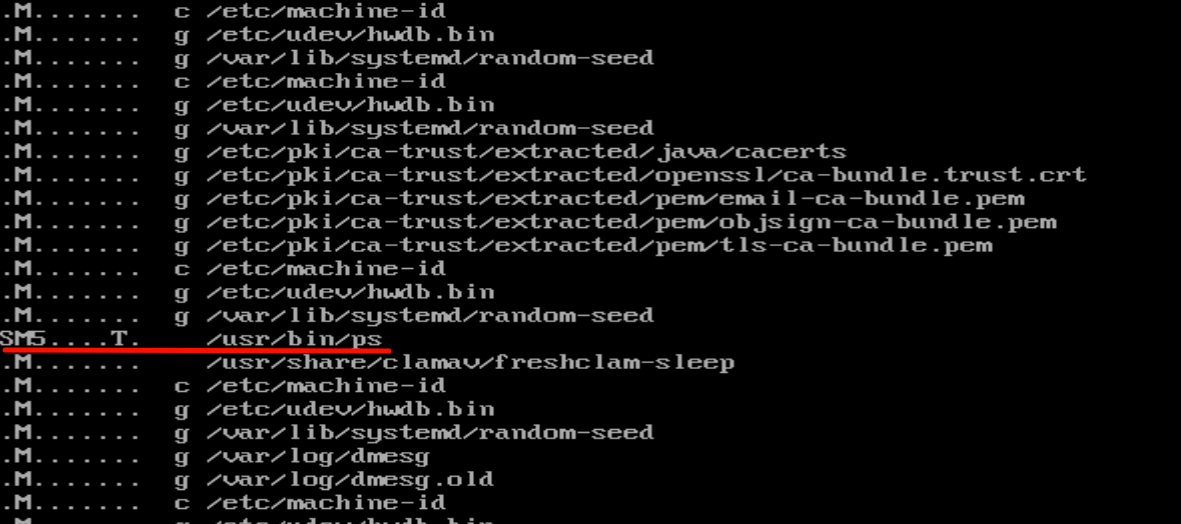 .M.......  c /etc/machine-id
.M.......  g /etc/udev/hwdb.bin
.M.......  g /var/lib/systemd/random-seed
.M.......  c /etc/machine-id
.M.......  g /etc/udev/hwdb.bin
.M.......  g /var/lib/systemd/random-seed
.M.......  g /etc/pki/ca-trust/extracted/java/cacerts
.M.......  g /etc/pki/ca-trust/extracted/openssl/ca-bundle.trust.crt
.M.......  g /etc/pki/ca-trust/extracted/pem/email-ca-bundle.pem
.M.......  g /etc/pki/ca-trust/extracted/pem/objsign-ca-bundle.pem
.M.......  g /etc/pki/ca-trust/extracted/pem/tls-ca-bundle.pem
.M.......  c /etc/machine-id
.M.......  g /etc/udev/hwdb.bin
.M.......  g /var/lib/systemd/random-seed
SM5....T.    /usr/bin/ps
.M.......    /usr/share/clamav/freshclam-sleep
.M.......  c /etc/machine-id
.M.......  g /etc/udev/hwdb.bin
.M.......  g /var/lib/systemd/random-seed
.M.......  g /var/log/dmesg
.M.......  g /var/log/dmesg.old
.M.......  c /etc/machine-id
.M.......  g /etc/udev/hwdb.bin